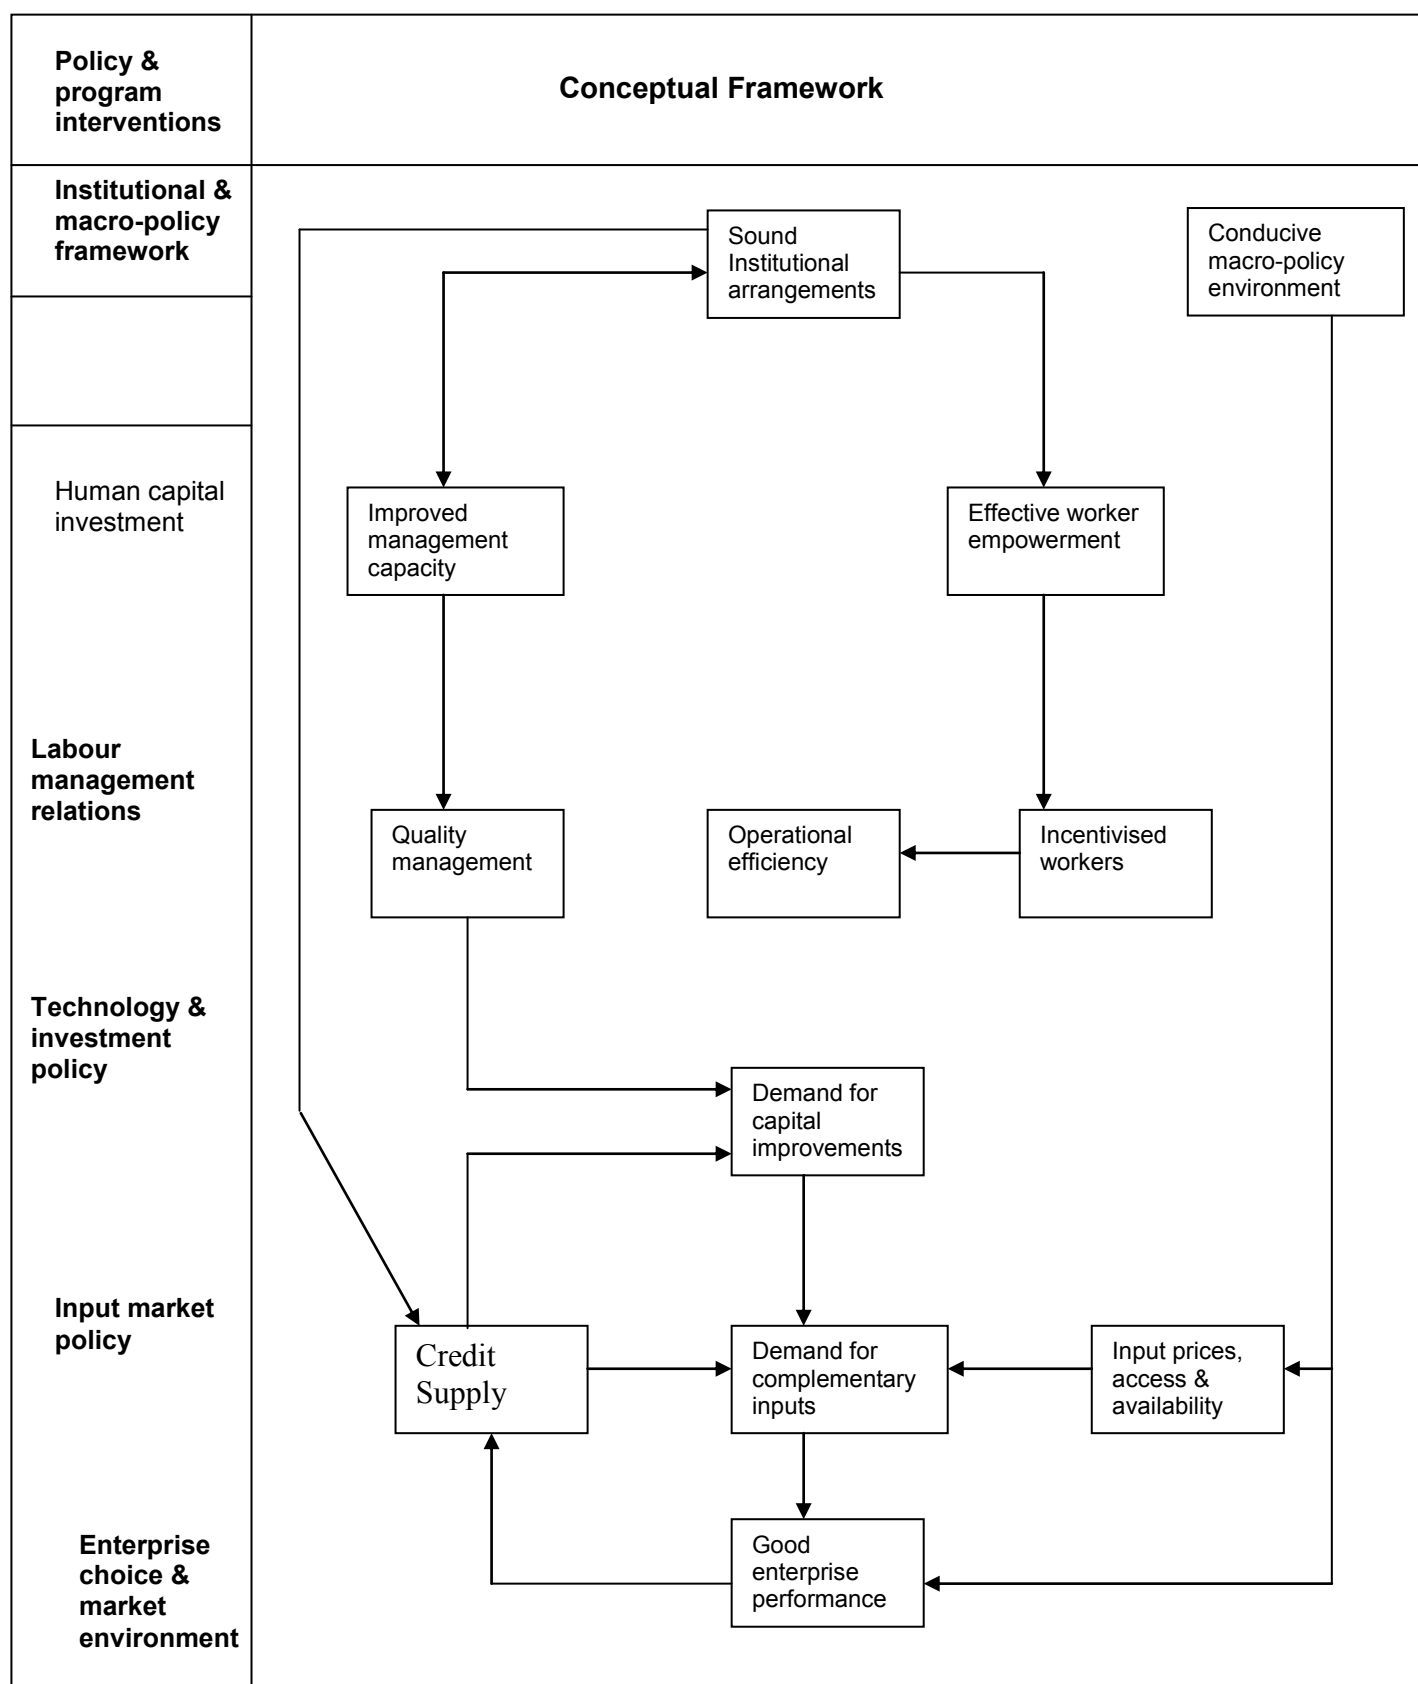 Policy &
program
interventions
Conceptual Framework
Institutional &
macro-policy
framework
Sound
Institutional
arrangements
Conducive
macro-policy
environment
Human capital
investment
Improved
management
capacity
Effective worker
empowerment
Labour
management
relations
Quality
management
Operational
efficiency
Incentivised
workers
Technology &
investment
policy
Demand for
capital
improvements
Input market
policy
Credit
Supply
Demand for
complementary
inputs
Input prices,
access &
availability
Enterprise
choice &
market
environment
Good
enterprise
performance